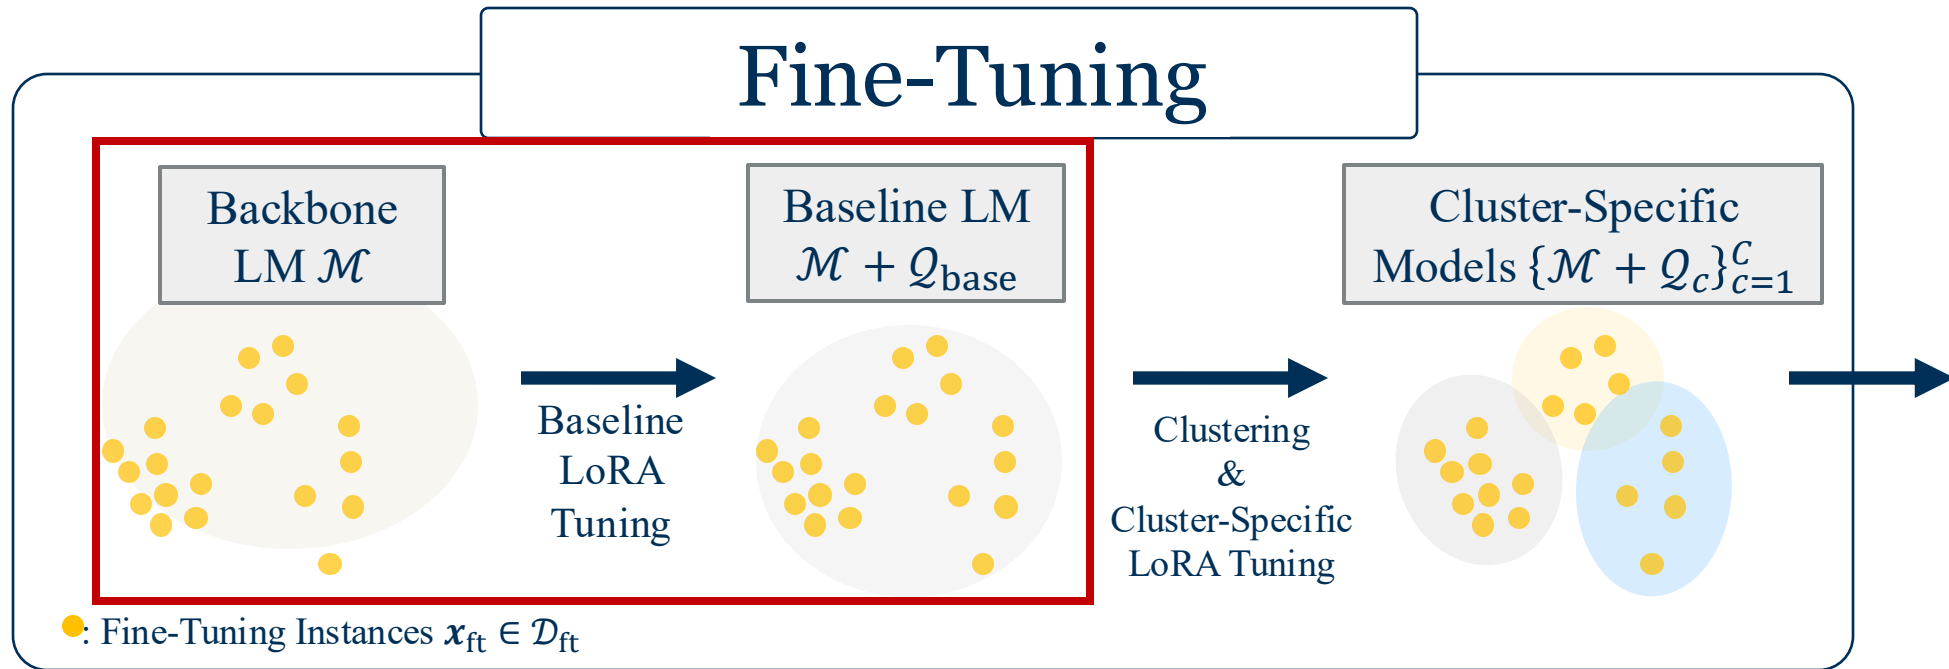 Fine-Tuning
Backbone
LM ℳ
Baseline LM
ℳ + 𝒬base
Cluster-Specific
Models {ℳ + 𝒬c}Cc=1
Baseline
LoRA
Tuning
Clustering
&
Cluster-Specific
LoRA Tuning
: Fine-Tuning Instances 𝒙ft ∈ 𝒟ft